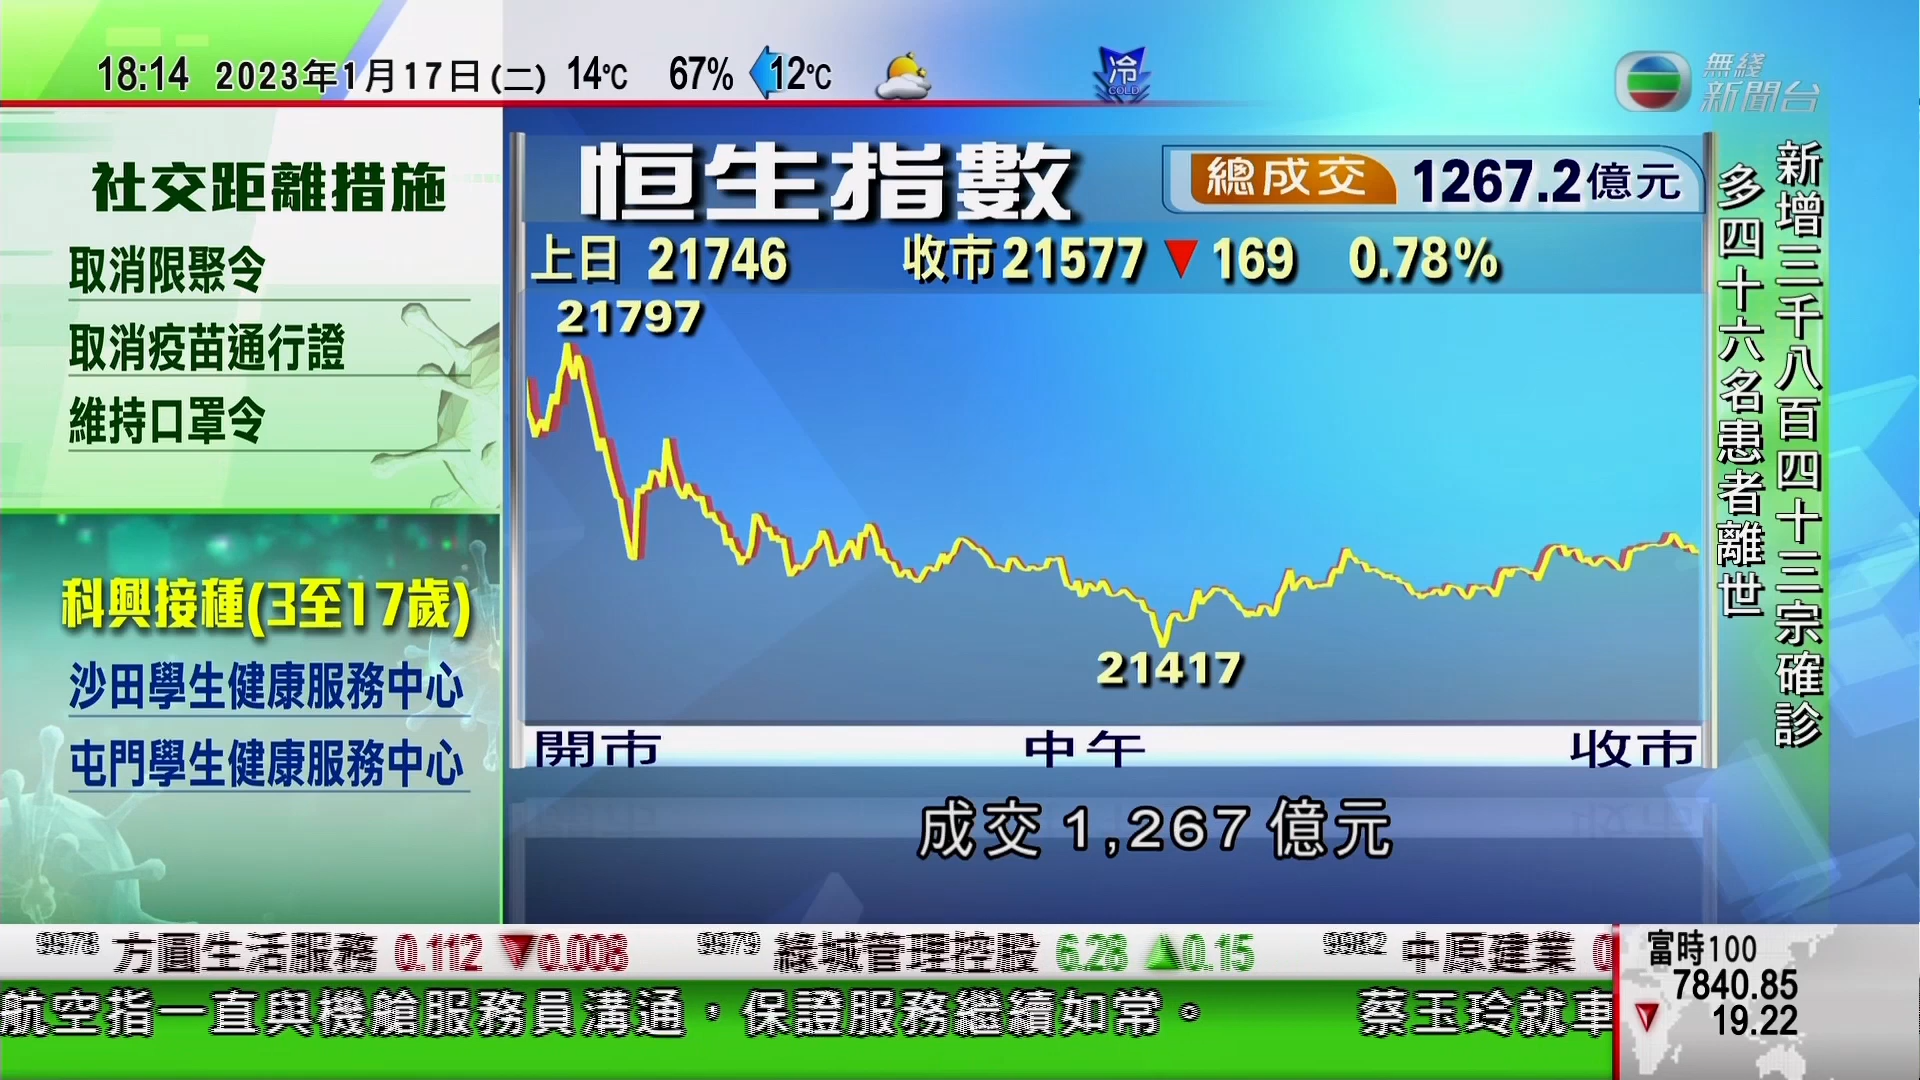 18:14 2023年1月17日(二) 14℃ 67% 12℃
冷
COLD
無綫
新聞台
社交距離措施
取消限聚令
取消疫苗通行證
維持口罩令
科興接種(3至17歲)
沙田學生健康服務中心
屯門學生健康服務中心
恒生指數
總成交 1267.2億元
上日 21746 收市 21577 ▼ 169 0.78%
21797
21417
開市 中午 收市
成交 1,267 億元
新增三千八百四十三宗確診
多四十六名患者離世
9978 方圓生活服務 0.112 ▼0.008 9979 綠城管理控股 6.28 ▲0.15 9982 中原建業 0
航空指一直與機艙服務員溝通，保證服務繼續如常。 蔡玉玲就車
富時100
7840.85
▼ 19.22